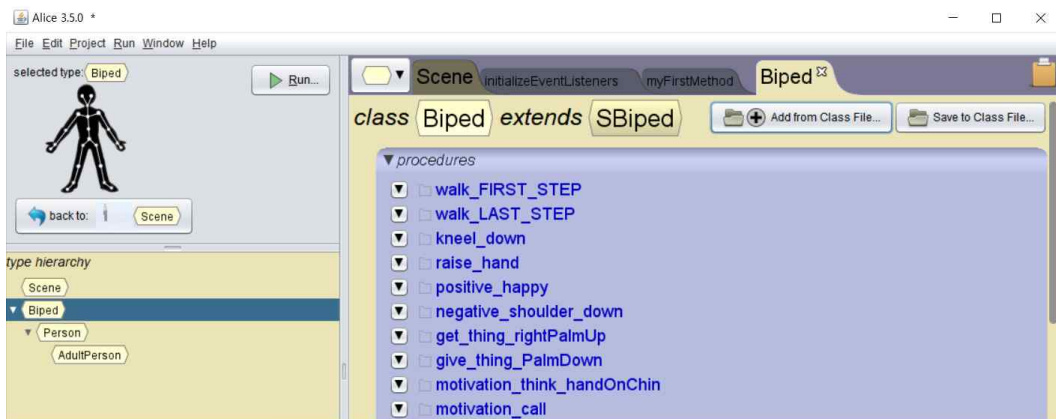 Alice 3.5.0 *
File Edit Project Run Window Help
selected type: Biped
Run...
back to: Scene
type hierarchy
Scene
Biped
Person
AdultPerson
Scene initializeEventListeners myFirstMethod Biped
class Biped extends SBiped
Add from Class File...
Save to Class File...
procedures
walk_FIRST_STEP
walk_LAST_STEP
kneel_down
raise_hand
positive_happy
negative_shoulder_down
get_thing_rightPalmUp
give_thing_PalmDown
motivation_think_handOnChin
motivation_call